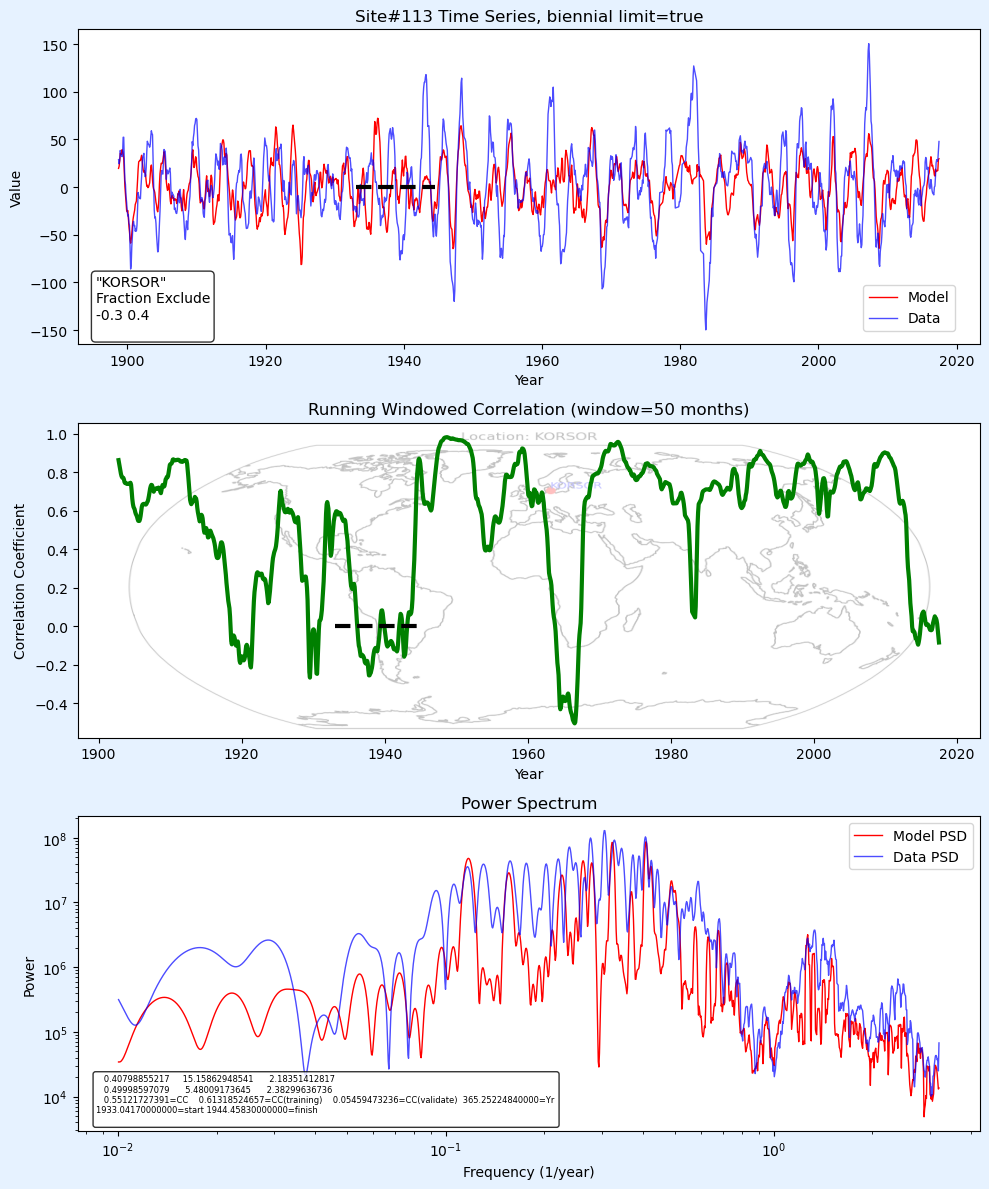 Site#113 Time Series, biennial limit=true
150
100
50
0
−50
−100
−150
Value
"KORSOR"
Fraction Exclude
-0.3 0.4
Model
Data
1900
1920
1940
1960
1980
2000
2020
Year
Running Windowed Correlation (window=50 months)
Location: KORSOR
KORSOR
1.0
0.8
0.6
0.4
0.2
0.0
−0.2
−0.4
Correlation Coefficient
1900
1920
1940
1960
1980
2000
2020
Year
Power Spectrum
Model PSD
Data PSD
10^8
10^7
10^6
10^5
10^4
Power
0.40798855217 15.15862948541 2.18351412817
0.49998597079 5.48009173645 2.38299636736
0.55121727391=CC 0.61318524657=CC(training) 0.05459473236=CC(validate) 365.25224840000=Yr
1933.04170000000=start 1944.45830000000=finish
10^−2
10^−1
10^0
Frequency (1/year)